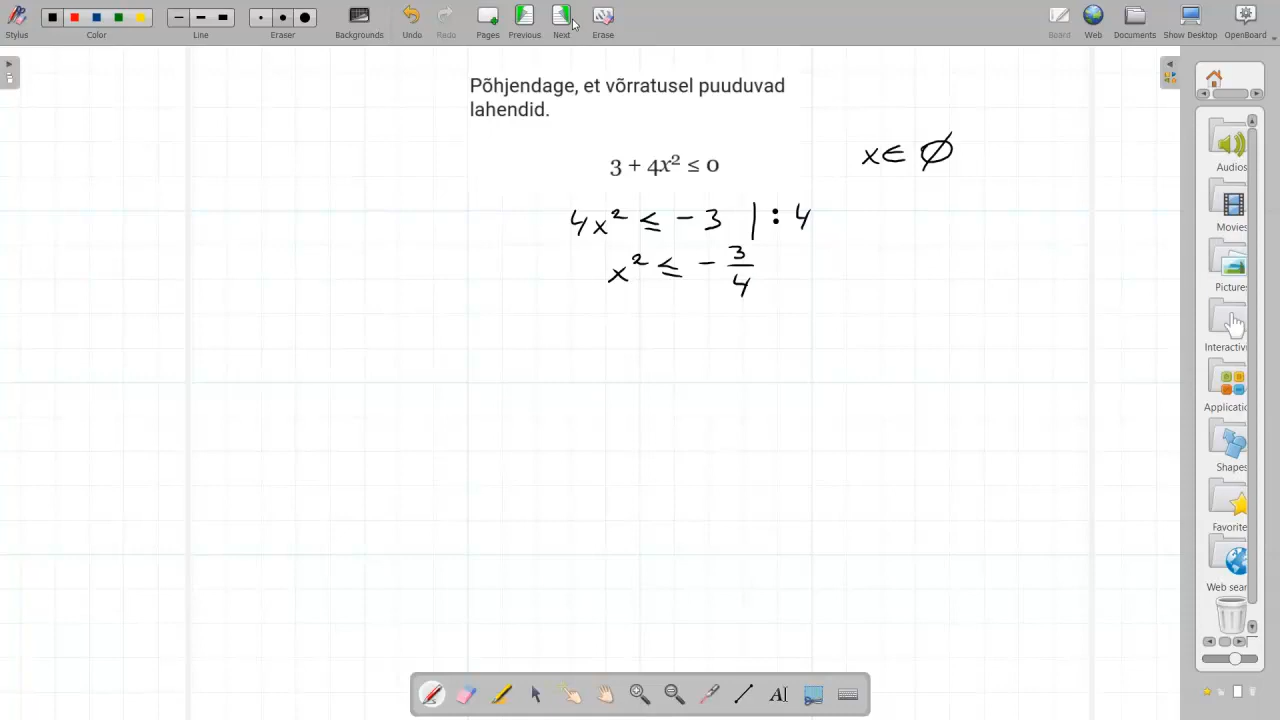 Stylus
Color
Line
Eraser
Backgrounds
Undo
Redo
Pages
Previous
Next
Erase
Board
Web
Documents
Show Desktop
OpenBoard
Põhjendage, et võrratusel puuduvad
lahendid.
3 + 4x² ≤ 0
x ∈ ∅
4x² ≤ -3 | : 4
x² ≤ - 3/4
Audios
Movies
Pictures
Interactivi
Applicatio
Shapes
Favorite
Web sear
AI